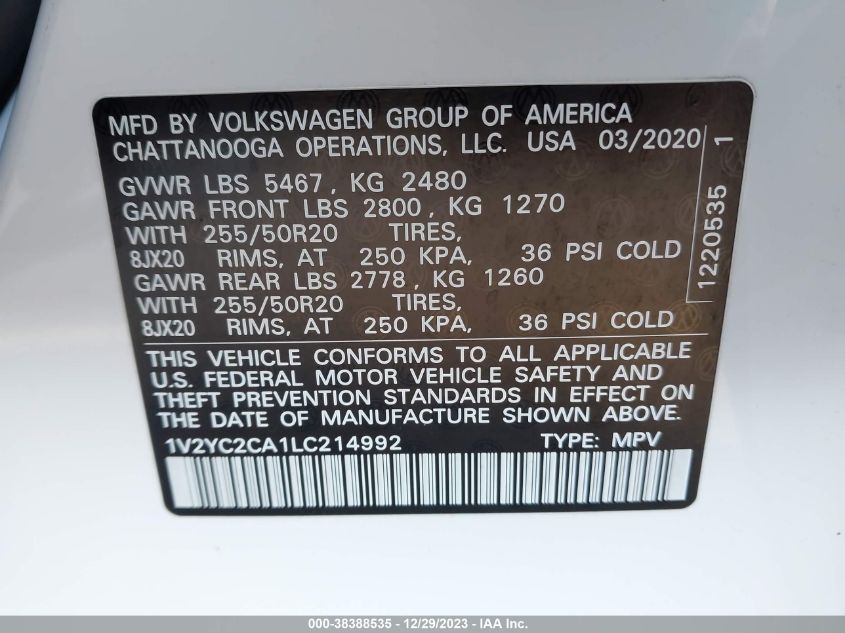 MFD BY VOLKSWAGEN GROUP OF AMERICA
CHATTANOOGA OPERATIONS, LLC. USA 03/2020
GVWR LBS 5467, KG 2480
GAWR FRONT LBS 2800, KG 1270
WITH 255/50R20 TIRES,
8JX20 RIMS, AT 250 KPA, 36 PSI COLD
GAWR REAR LBS 2778, KG 1260
WITH 255/50R20 TIRES,
8JX20 RIMS, AT 250 KPA, 36 PSI COLD
1220535 1
THIS VEHICLE CONFORMS TO ALL APPLICABLE
U.S. FEDERAL MOTOR VEHICLE SAFETY AND
THEFT PREVENTION STANDARDS IN EFFECT ON
THE DATE OF MANUFACTURE SHOWN ABOVE.
1V2YC2CA1LC214992 TYPE: MPV
000-38388535 - 12/29/2023 - IAA Inc.